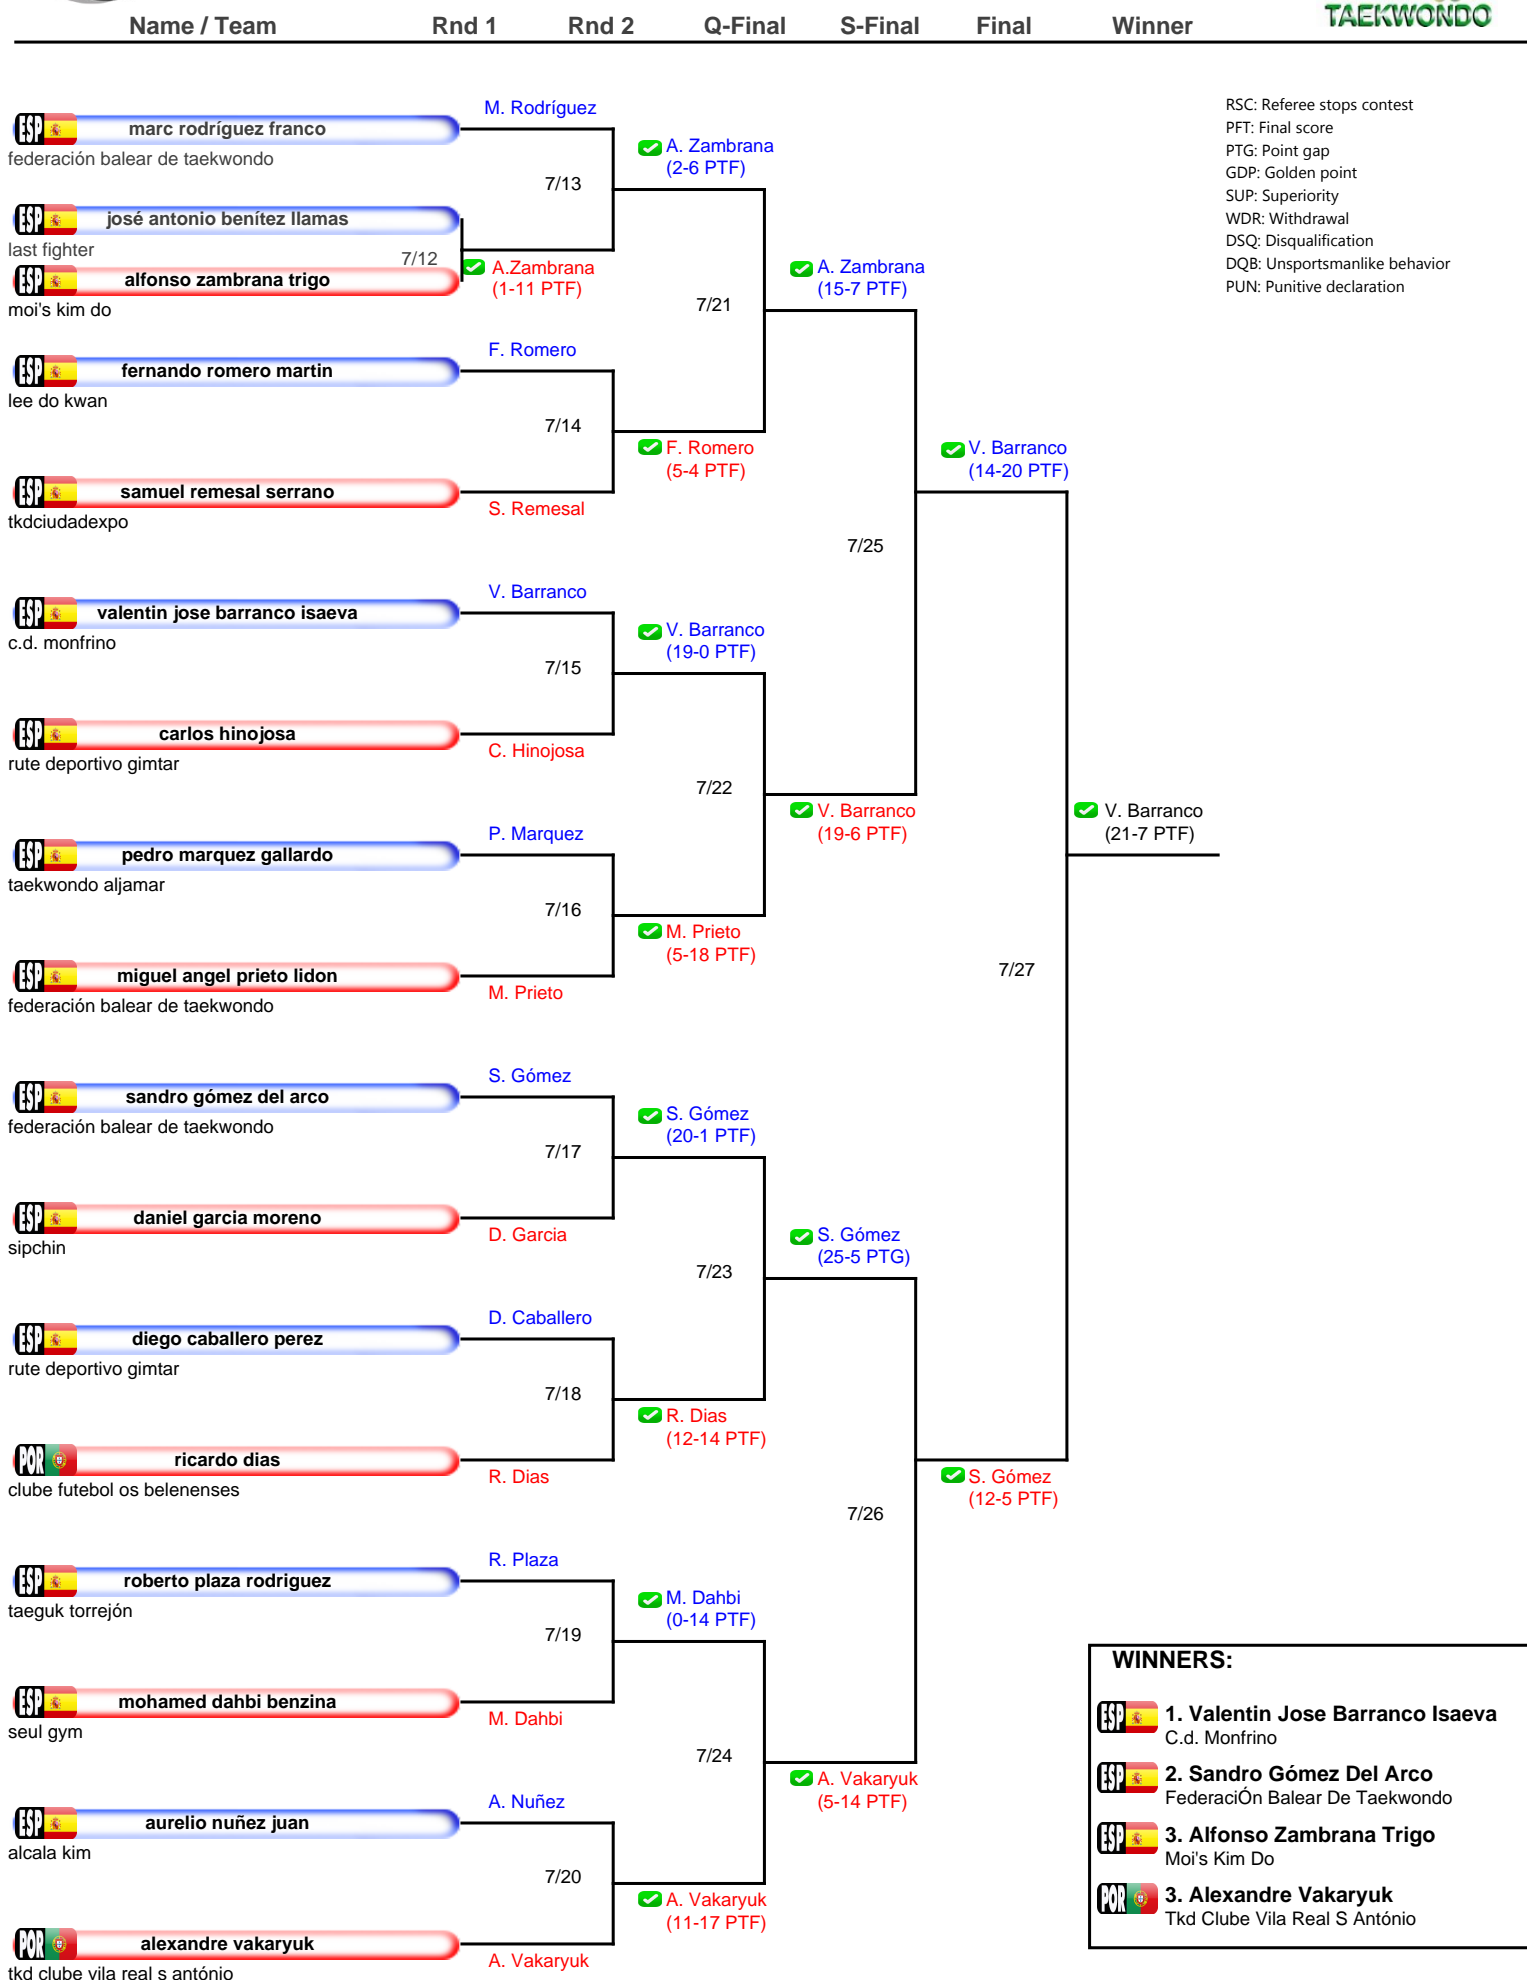 TAEKWONDO
Name / Team Rnd 1 Rnd 2 Q-Final S-Final Final Winner
RSC: Referee stops contest
PFT: Final score
PTG: Point gap
GDP: Golden point
SUP: Superiority
WDR: Withdrawal
DSQ: Disqualification
DQB: Unsportsmanlike behavior
PUN: Punitive declaration
M. Rodríguez
ESP marc rodríguez franco
federación balear de taekwondo
A. Zambrana
(2-6 PTF)
7/13
ESP josé antonio benítez llamas
last fighter
7/12
A.Zambrana
(1-11 PTF)
ESP alfonso zambrana trigo
moi's kim do
A. Zambrana
(15-7 PTF)
7/21
F. Romero
ESP fernando romero martin
lee do kwan
7/14
F. Romero
(5-4 PTF)
V. Barranco
(14-20 PTF)
ESP samuel remesal serrano
S. Remesal
tkdciudadexpo
7/25
V. Barranco
ESP valentin jose barranco isaeva
c.d. monfrino
V. Barranco
(19-0 PTF)
7/15
ESP carlos hinojosa
C. Hinojosa
rute deportivo gimtar
7/22
V. Barranco
(19-6 PTF)
V. Barranco
(21-7 PTF)
P. Marquez
ESP pedro marquez gallardo
taekwondo aljamar
7/16
M. Prieto
(5-18 PTF)
7/27
ESP miguel angel prieto lidon
M. Prieto
federación balear de taekwondo
S. Gómez
ESP sandro gómez del arco
federación balear de taekwondo
S. Gómez
(20-1 PTF)
7/17
ESP daniel garcia moreno
D. Garcia
sipchin
S. Gómez
(25-5 PTG)
7/23
D. Caballero
ESP diego caballero perez
rute deportivo gimtar
7/18
R. Dias
(12-14 PTF)
POR ricardo dias
R. Dias
clube futebol os belenenses
S. Gómez
(12-5 PTF)
7/26
R. Plaza
ESP roberto plaza rodriguez
taeguk torrejón
M. Dahbi
(0-14 PTF)
7/19
ESP mohamed dahbi benzina
M. Dahbi
seul gym
7/24
A. Vakaryuk
(5-14 PTF)
A. Nuñez
ESP aurelio nuñez juan
alcala kim
7/20
A. Vakaryuk
(11-17 PTF)
POR alexandre vakaryuk
A. Vakaryuk
tkd clube vila real s antónio
WINNERS:
ESP 1. Valentin Jose Barranco Isaeva
C.d. Monfrino
ESP 2. Sandro Gómez Del Arco
FederaciÓn Balear De Taekwondo
ESP 3. Alfonso Zambrana Trigo
Moi's Kim Do
POR 3. Alexandre Vakaryuk
Tkd Clube Vila Real S António